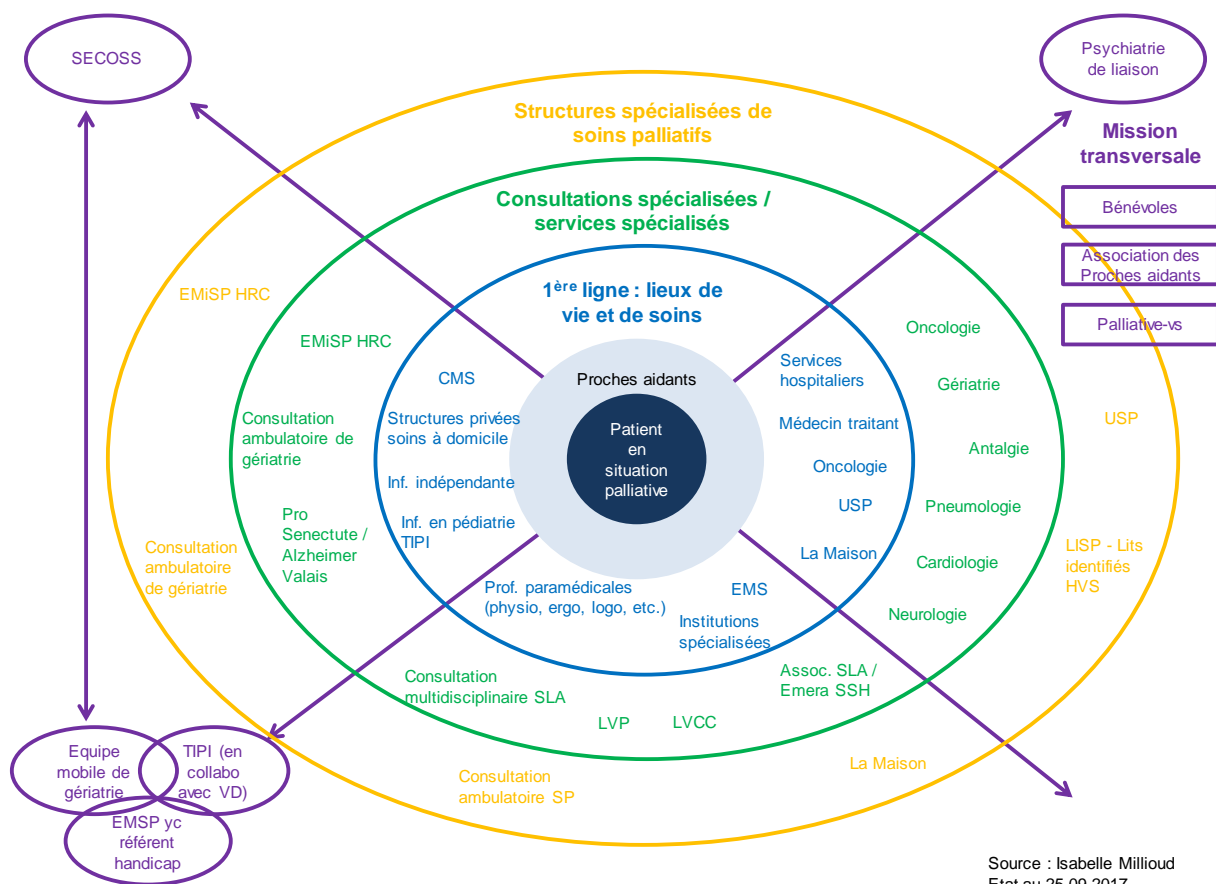 SECOSS
Psychiatrie
de liaison
Structures spécialisées de
soins palliatifs
Mission
transversale
Bénévoles
Association des
Proches aidants
Palliative-vs
Consultations spécialisées /
services spécialisés
1ère ligne : lieux de
vie et de soins
EMiSP HRC
EMiSP HRC
CMS
Structures privées
soins à domicile
Inf. indépendante
Inf. en pédiatrie
TIPI
Consultation
ambulatoire de
gériatrie
Pro
Senectute /
Alzheimer
Valais
Consultation
ambulatoire
de gériatrie
Proches aidants
Patient
en
situation
palliative
Services
hospitaliers
Médecin traitant
Oncologie
USP
La Maison
EMS
Institutions
spécialisées
Prof. paramédicales
(physio, ergo, logo, etc.)
Oncologie
Gériatrie
Antalgie
Pneumologie
Cardiologie
Neurologie
USP
LISP - Lits
identifiés
HVS
Consultation
multidisciplinaire SLA
LVP
LVCC
Assoc. SLA /
Emera SSH
Consultation
ambulatoire SP
La Maison
Equipe
mobile de
gériatrie
TIPI (en
collabo
avec VD)
EMSP yc
référent
handicap
Source : Isabelle Millioud
Etat au 25.09.2017